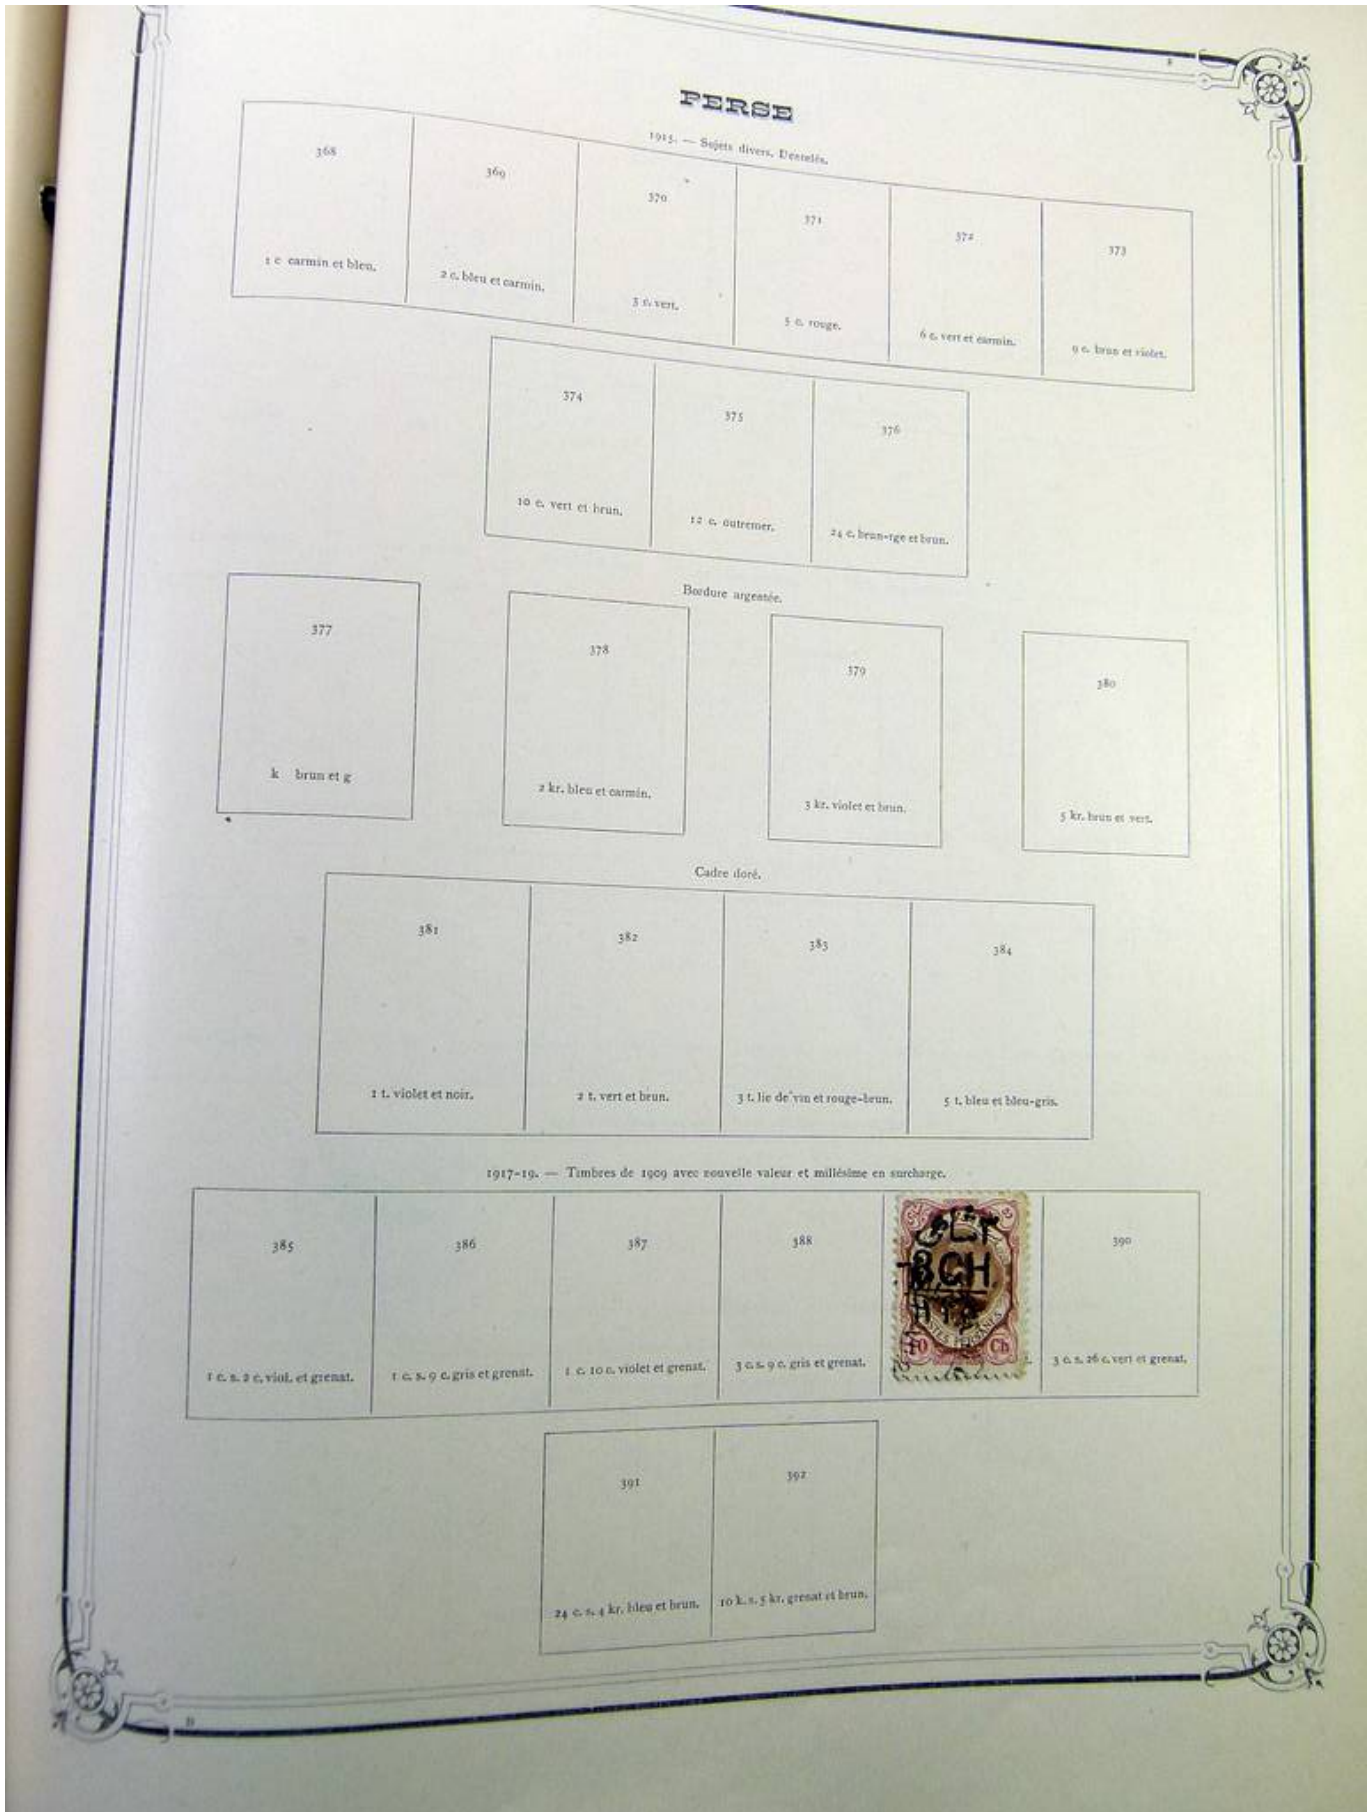 PERSE
1915. — Sujets divers. Dentelés.
368
369
370
371
372
373
1 c carmin et bleu.
2 c. bleu et carmin.
3 c. vert.
5 c. rouge.
6 c. vert et carmin.
9 c. brun et violet.
374
375
376
10 c. vert et brun.
12 c. outremer.
24 c. brun-rge et brun.
Bordure argentée.
377
378
379
380
k brun et g
2 kr. bleu et carmin.
3 kr. violet et brun.
5 kr. brun et vert.
Cadre doré.
381
382
383
384
1 t. violet et noir.
2 t. vert et brun.
3 t. lie de vin et rouge-brun.
5 t. bleu et bleu-gris.
1917-19. — Timbres de 1909 avec nouvelle valeur et millésime en surcharge.
385
386
387
388
390
3CH
POSTES PERSANES
10 Ch
1 c. s. 2 c. viol. et grenat.
1 c. s. 9 c. gris et grenat.
1 c. 10 c. violet et grenat.
3 c. s. 9 c. gris et grenat.
3 c. s. 26 c. vert et grenat.
391
392
24 c. s. 4 kr. bleu et brun.
10 k. s. 5 kr. grenat et brun.